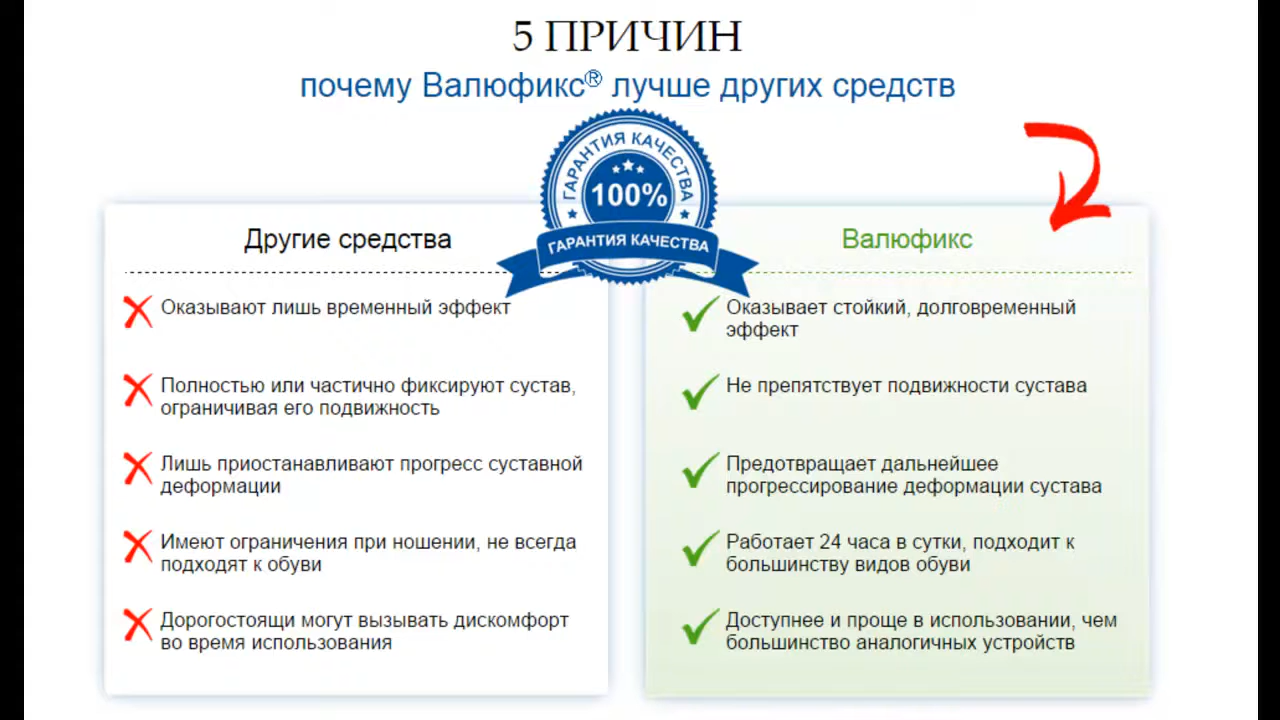 5 ПРИЧИН
почему Валюфикс® лучше других средств
ГАРАНТИЯ КАЧЕСТВА
100%
ГАРАНТИЯ КАЧЕСТВА
Другие средства
Оказывают лишь временный эффект
Полностью или частично фиксируют сустав,
ограничивая его подвижность
Лишь приостанавливают прогресс суставной
деформации
Имеют ограничения при ношении, не всегда
подходят к обуви
Дорогостоящи могут вызывать дискомфорт
во время использования
Валюфикс
Оказывает стойкий, долговременный
эффект
Не препятствует подвижности сустава
Предотвращает дальнейшее
прогрессирование деформации сустава
Работает 24 часа в сутки, подходит к
большинству видов обуви
Доступнее и проще в использовании, чем
большинство аналогичных устройств